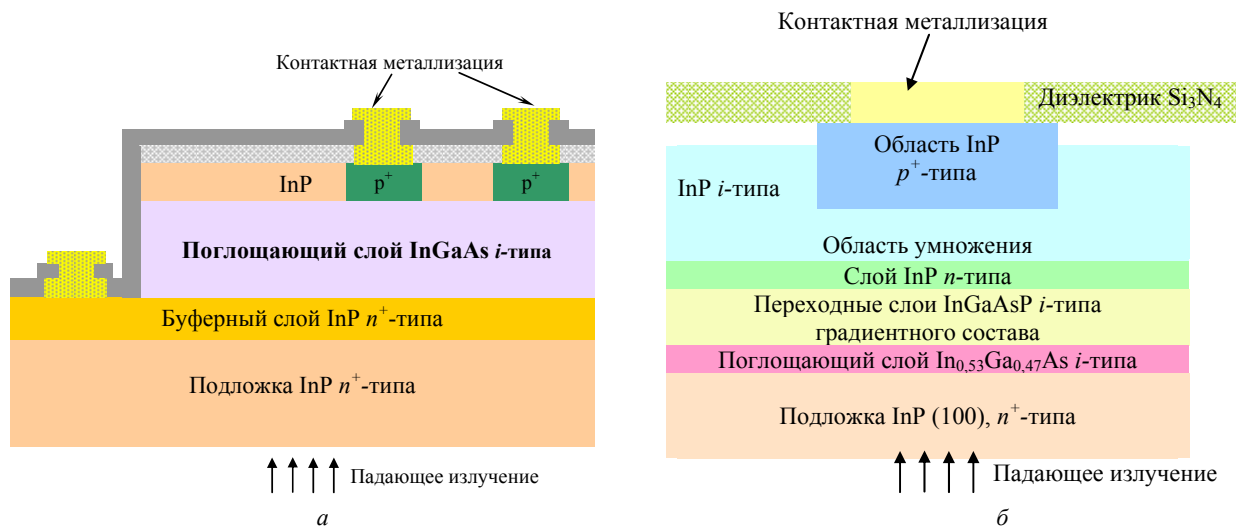 Контактная металлизация
InP
p⁺
p⁺
Поглощающий слой InGaAs i-типа
Буферный слой InP n⁺-типа
Подложка InP n⁺-типа
Падающее излучение
а
Контактная металлизация
Диэлектрик Si₃N₄
Область InP
p⁺-типа
InP i-типа
Область умножения
Слой InP n-типа
Переходные слои InGaAsP i-типа
градиентного состава
Поглощающий слой In₀,₅₃Ga₀,₄₇As i-типа
Подложка InP (100), n⁺-типа
Падающее излучение
б